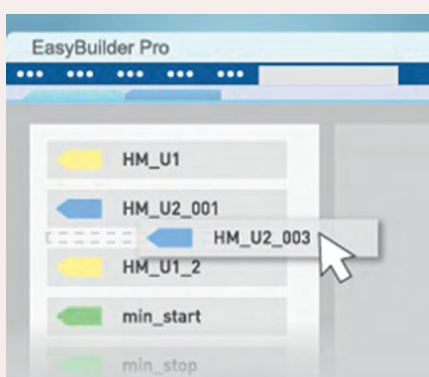 EasyBuilder Pro
HM_U1
HM_U2_001
HM_U2_003
HM_U1_2
min_start
min_stop